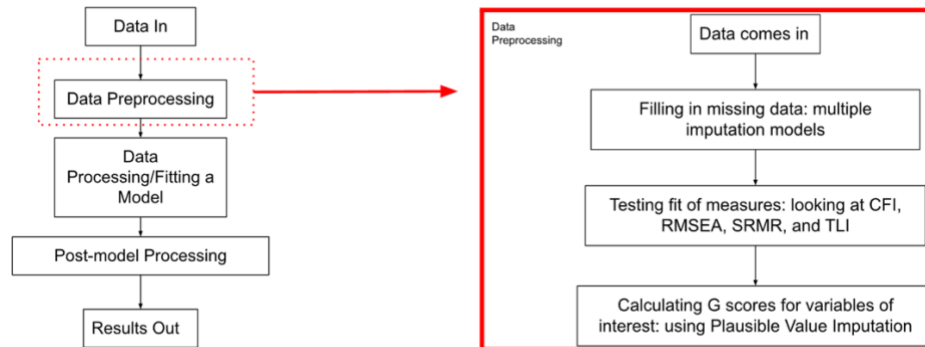 Data In
Data Preprocessing
Data
Processing/Fitting a
Model
Post-model Processing
Results Out
Data
Preprocessing
Data comes in
Filling in missing data: multiple
imputation models
Testing fit of measures: looking at CFI,
RMSEA, SRMR, and TLI
Calculating G scores for variables of
interest: using Plausible Value Imputation